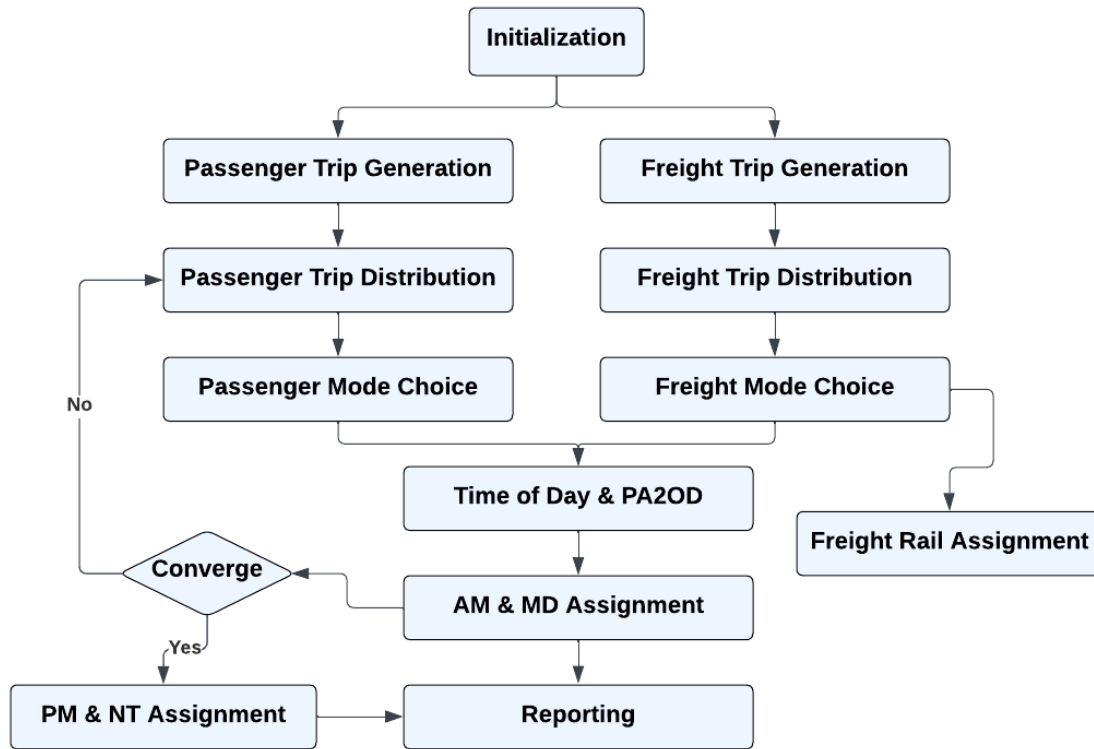 Initialization
Passenger Trip Generation
Freight Trip Generation
Passenger Trip Distribution
Freight Trip Distribution
Passenger Mode Choice
Freight Mode Choice
No
Time of Day & PA2OD
Freight Rail Assignment
Converge
AM & MD Assignment
Yes
PM & NT Assignment
Reporting